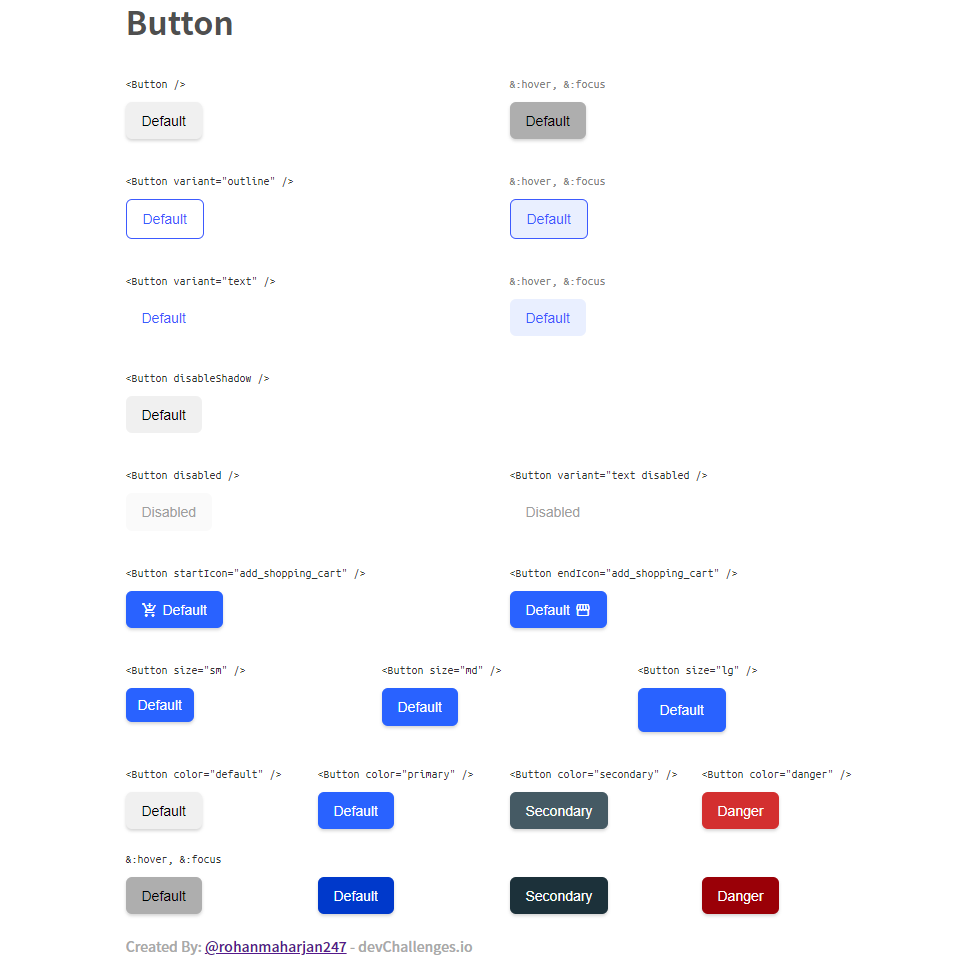 Button
<Button /> &:hover, &:focus
Default Default
<Button variant="outline" /> &:hover, &:focus
Default Default
<Button variant="text" /> &:hover, &:focus
Default Default
<Button disableShadow />
Default
<Button disabled /> <Button variant="text disabled />
Disabled Disabled
<Button startIcon="add_shopping_cart" /> <Button endIcon="add_shopping_cart" />
Default Default
<Button size="sm" /> <Button size="md" /> <Button size="lg" />
Default Default Default
<Button color="default" /> <Button color="primary" /> <Button color="secondary" /> <Button color="danger" />
Default Default Secondary Danger
&:hover, &:focus
Default Default Secondary Danger
Created By: @rohanmaharjan247 - devChallenges.io